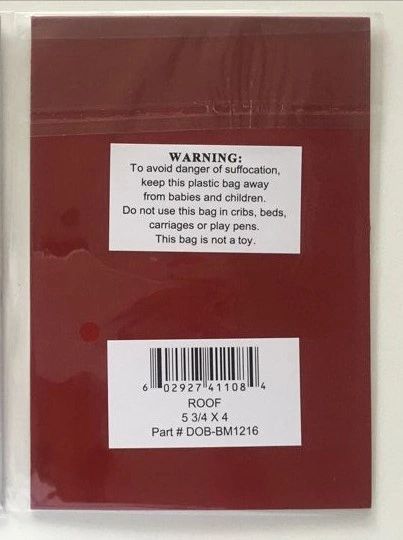 WARNING:
To avoid danger of suffocation,
keep this plastic bag away
from babies and children.
Do not use this bag in cribs, beds,
carriages or play pens.
This bag is not a toy.
6 02927 41108 4
ROOF
5 3/4 X 4
Part # DOB-BM1216